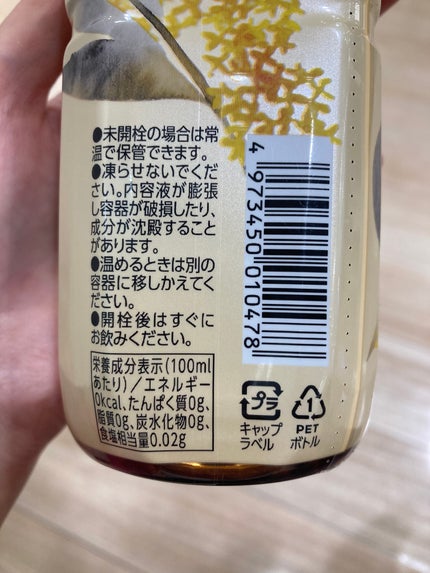 ●未開栓の場合は常
温で保管できます。
●凍らせないでくだ
さい。内容液が膨張
し容器が破損したり、
成分が沈殿すること
があります。
●温めるときは別の
容器に移しかえてく
ださい。
●開栓後はすぐに
お飲みください。
栄養成分表示(100ml
あたり)/エネルギー
0kcal、たんぱく質0g、
脂質0g、炭水化物0g、
食塩相当量0.02g
4973450010478
プラ
キャップ
ラベル
1
PET
ボトル